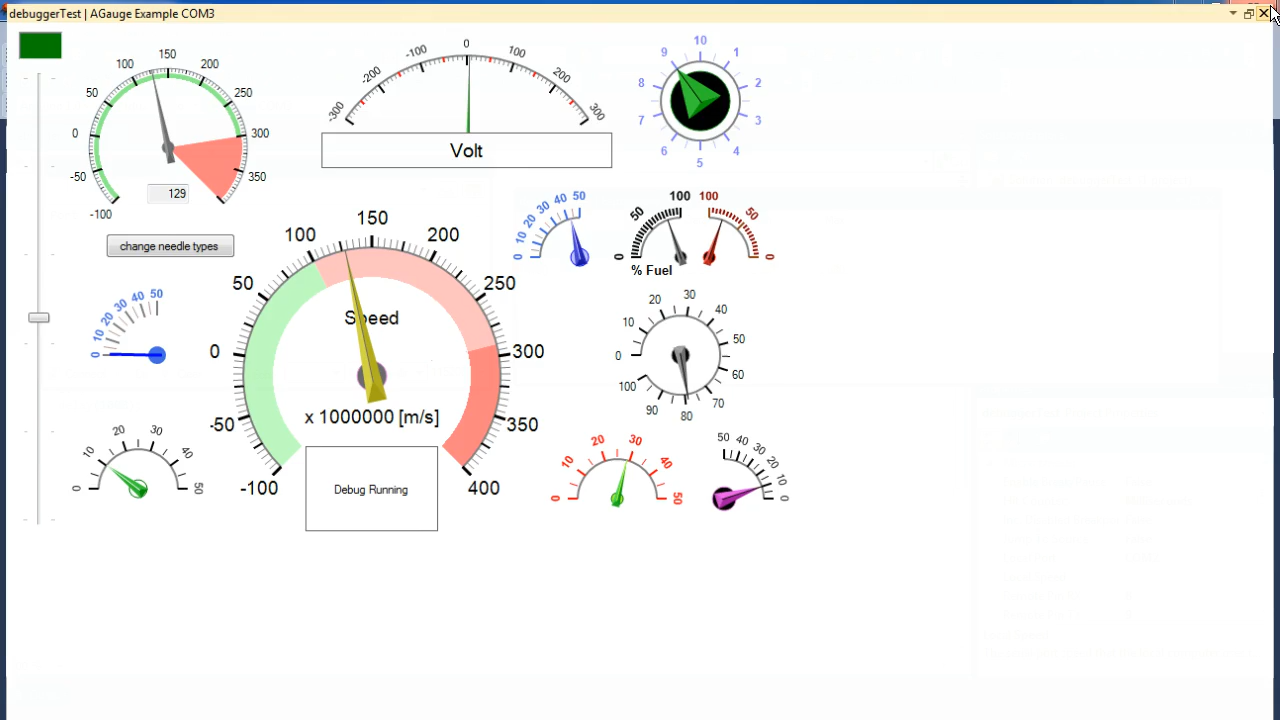 debuggerTest | AGauge Example COM3
-100 -50 0 50 100 150 200 250 300 350
129
change needle types
-300 -200 -100 0 100 200 300
Volt
10 1 2 3 4 5 6 7 8 9
0 10 20 30 40 50
0 50 100
% Fuel
100 50 0
0 10 20 30 40 50
-100 -50 0 50 100 150 200 250 300 350 400
Speed
x 1000000 [m/s]
0 10 20 30 40 50 60 70 80 90 100
0 10 20 30 40 50
Debug Running
0 10 20 30 40 50
50 40 30 20 10 0